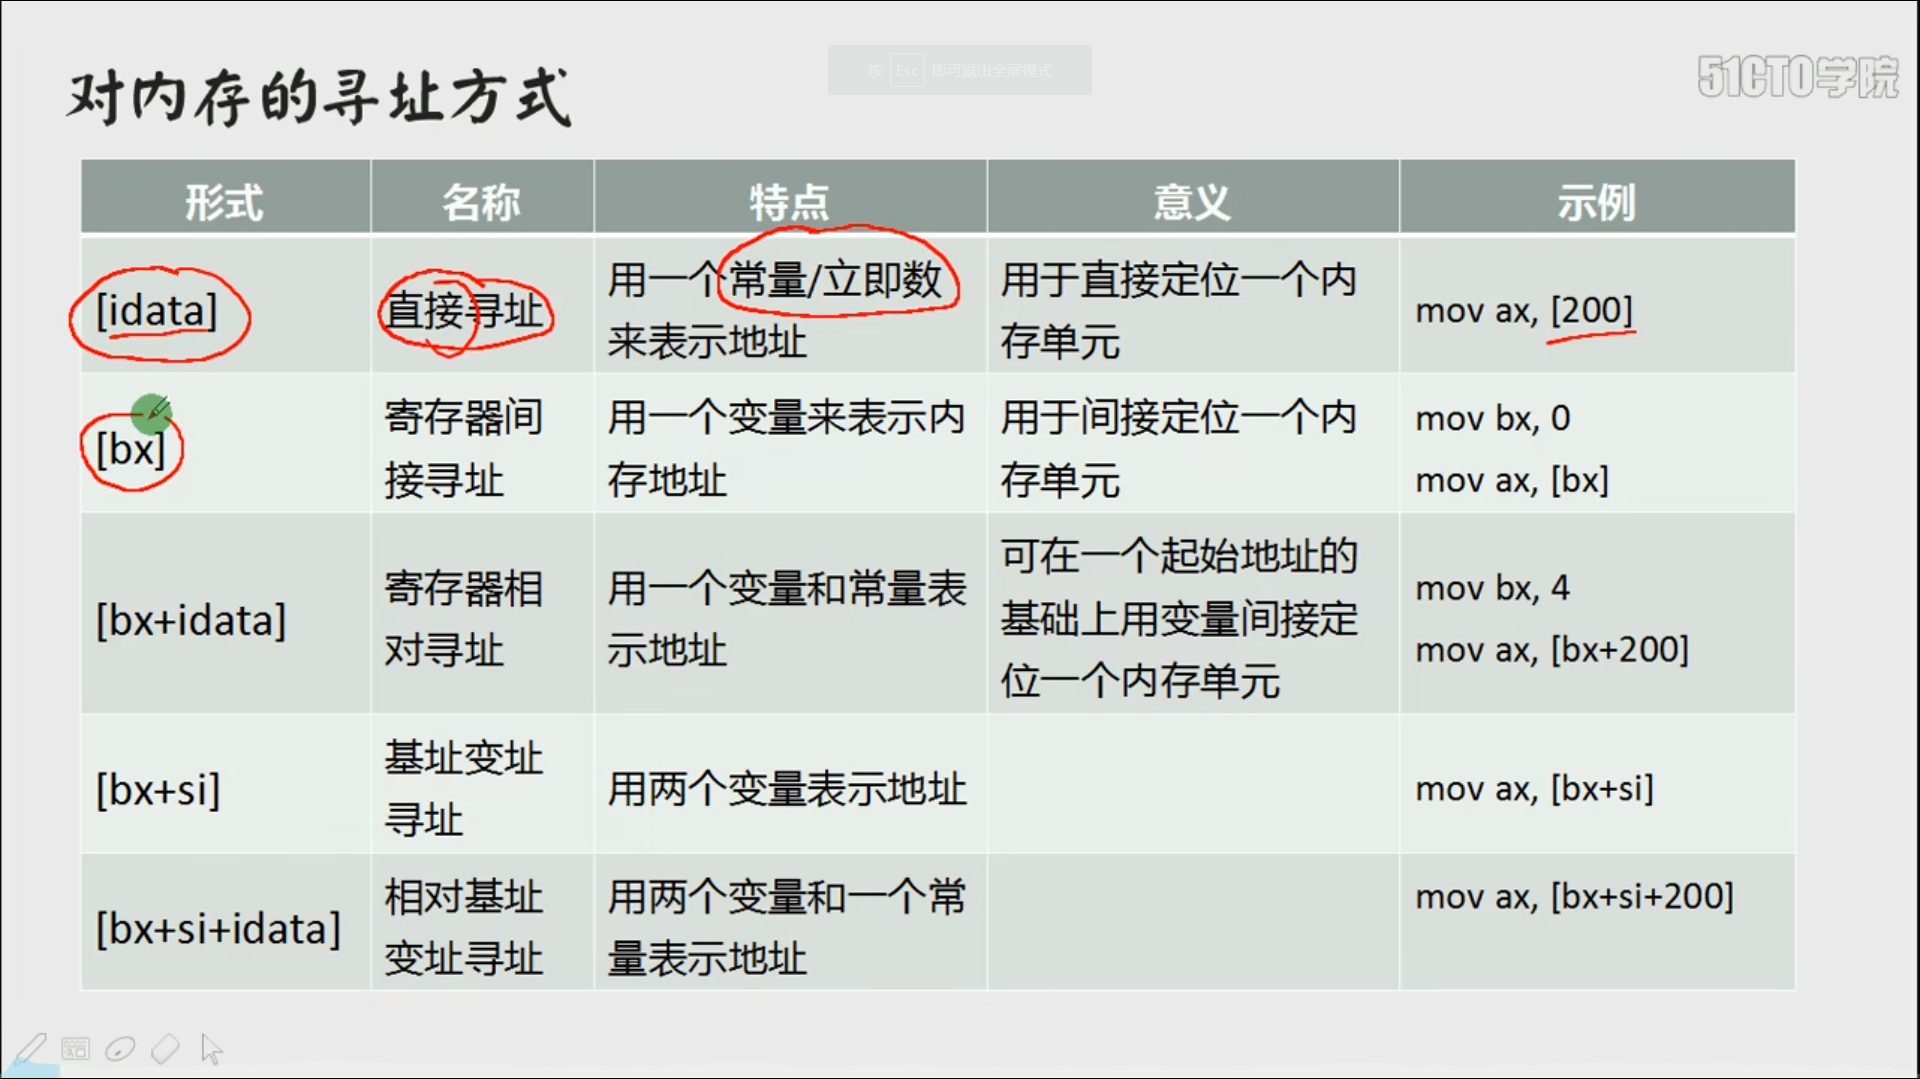 按 Esc 即可退出全屏模式
51CTO学院
对内存的寻址方式
形式 名称 特点 意义 示例
[idata] 直接寻址 用一个常量/立即数 用于直接定位一个内 mov ax, [200]
来表示地址 存单元
[bx] 寄存器间 用一个变量来表示内 用于间接定位一个内 mov bx, 0
接寻址 存地址 存单元 mov ax, [bx]
[bx+idata] 寄存器相 用一个变量和常量表 可在一个起始地址的 mov bx, 4
对寻址 示地址 基础上用变量间接定 mov ax, [bx+200]
位一个内存单元
[bx+si] 基址变址 用两个变量表示地址 mov ax, [bx+si]
寻址
[bx+si+idata] 相对基址 用两个变量和一个常 mov ax, [bx+si+200]
变址寻址 量表示地址